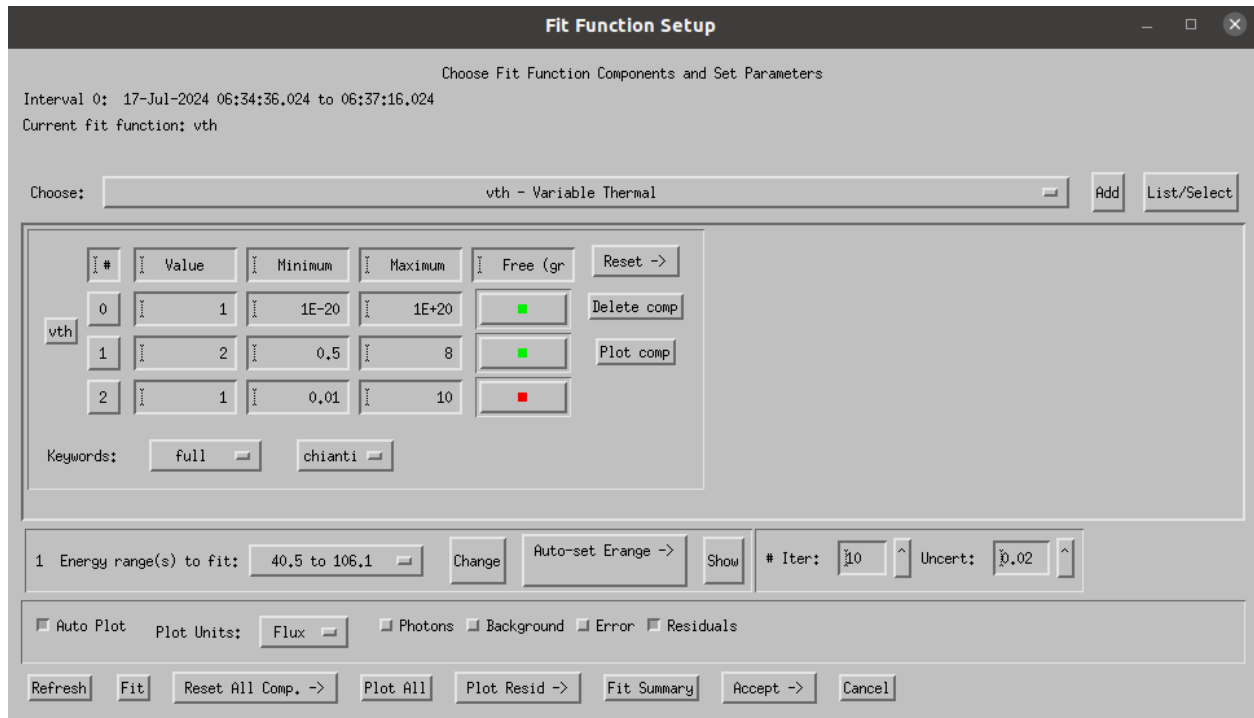 Fit Function Setup
Choose Fit Function Components and Set Parameters
Interval 0: 17-Jul-2024 06:34:36.024 to 06:37:16.024
Current fit function: vth
Choose: vth - Variable Thermal Add List/Select
# Value Minimum Maximum Free (gr Reset ->
0 1 1E-20 1E+20 Delete comp
vth
1 2 0.5 8 Plot comp
2 1 0.01 10
Keywords: full chianti
1 Energy range(s) to fit: 40.5 to 106.1 Change Auto-set Erange -> Show # Iter: 10 ^ Uncert: 0.02 ^
Auto Plot Plot Units: Flux Photons Background Error Residuals
Refresh Fit Reset All Comp. -> Plot All Plot Resid -> Fit Summary Accept -> Cancel